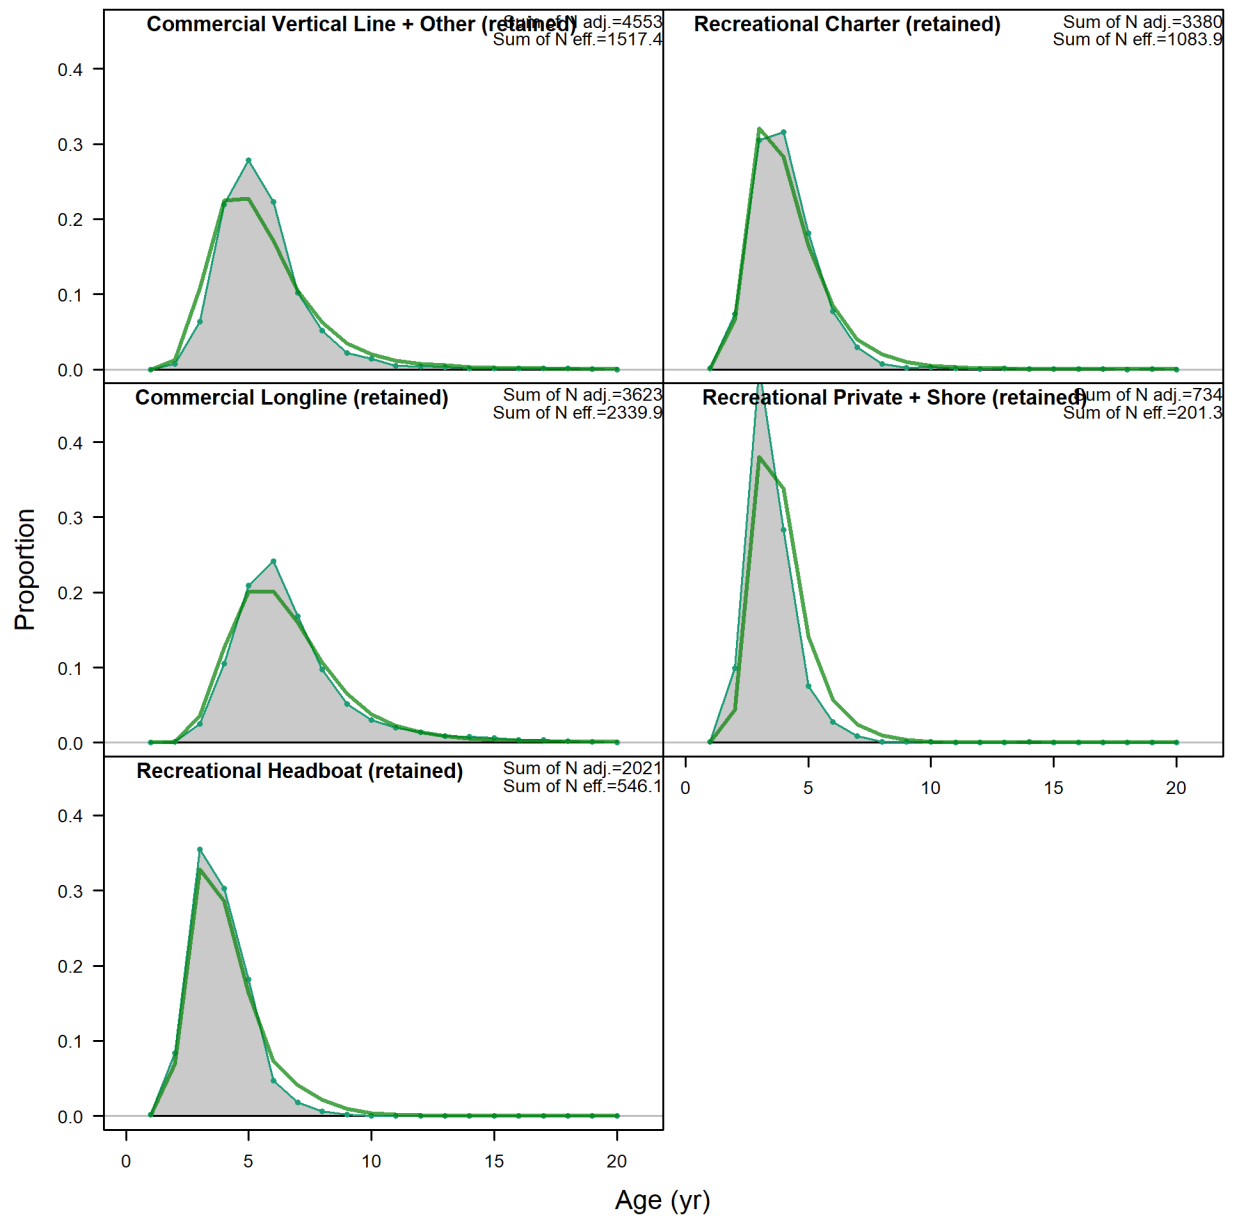 Commercial Vertical Line + Other (retained)
Sum of N adj.=4553
Sum of N eff.=1517.4
Recreational Charter (retained)
Sum of N adj.=3380
Sum of N eff.=1083.9
0.4
0.3
0.2
0.1
0.0
Commercial Longline (retained)
Sum of N adj.=3623
Sum of N eff.=2339.9
Recreational Private + Shore (retained)
Sum of N adj.=734
Sum of N eff.=201.3
0.4
0.3
0.2
0.1
0.0
Proportion
Recreational Headboat (retained)
Sum of N adj.=2021
Sum of N eff.=546.1
0 5 10 15 20
0.4
0.3
0.2
0.1
0.0
0 5 10 15 20
Age (yr)